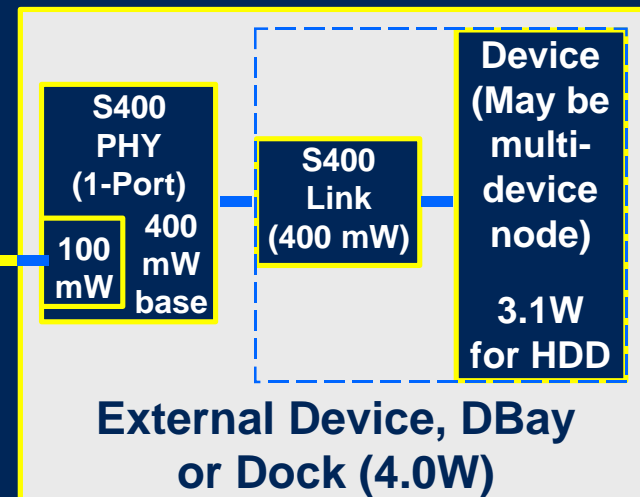 S400
PHY
(1-Port)
100
mW
400
mW
base
S400
Link
(400 mW)
Device
(May be
multi-
device
node)
3.1W
for HDD
External Device, DBay
or Dock (4.0W)